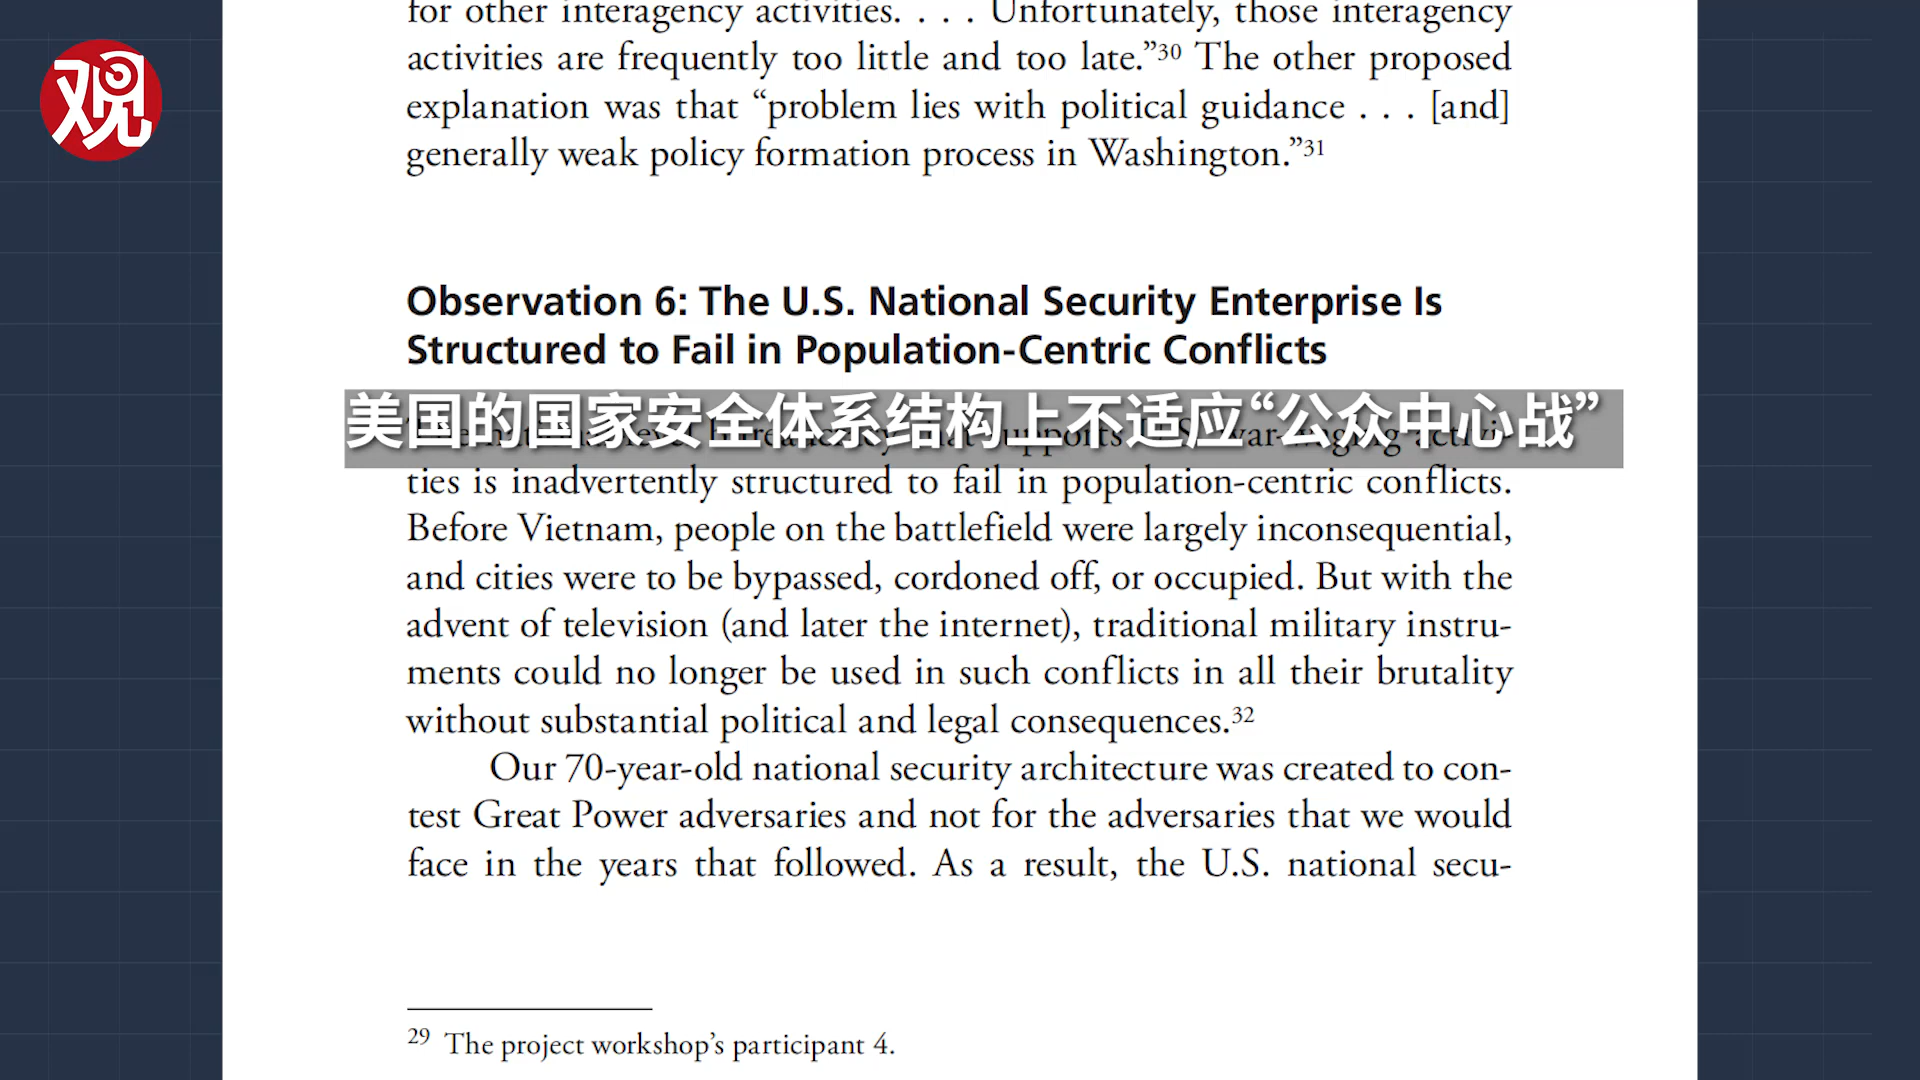 观
for other interagency activities. . . . Unfortunately, those interagency
activities are frequently too little and too late.”30 The other proposed
explanation was that “problem lies with political guidance . . . [and]
generally weak policy formation process in Washington.”31
Observation 6: The U.S. National Security Enterprise Is
Structured to Fail in Population-Centric Conflicts
美国的国家安全体系结构上不适应“公众中心战”
ties is inadvertently structured to fail in population-centric conflicts.
Before Vietnam, people on the battlefield were largely inconsequential,
and cities were to be bypassed, cordoned off, or occupied. But with the
advent of television (and later the internet), traditional military instru-
ments could no longer be used in such conflicts in all their brutality
without substantial political and legal consequences.32
Our 70-year-old national security architecture was created to con-
test Great Power adversaries and not for the adversaries that we would
face in the years that followed. As a result, the U.S. national secu-
29 The project workshop’s participant 4.